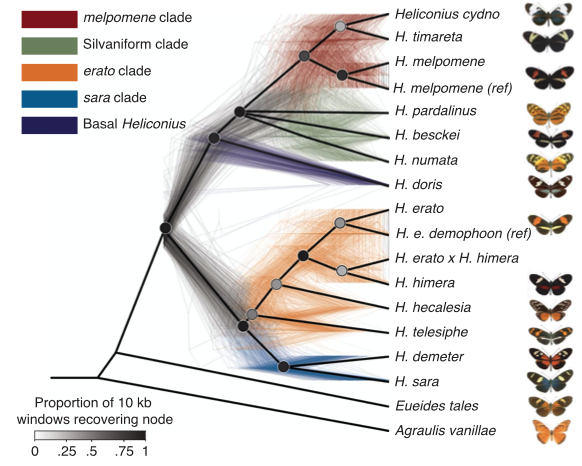 melpomene clade
Silvaniform clade
erato clade
sara clade
Basal Heliconius
Heliconius cydno
H. timareta
H. melpomene
H. melpomene (ref)
H. pardalinus
H. besckei
H. numata
H. doris
H. erato
H. e. demophoon (ref)
H. erato x H. himera
H. himera
H. hecalesia
H. telesiphe
H. demeter
H. sara
Eueides tales
Agraulis vanillae
Proportion of 10 kb
windows recovering node
0 .25 .5 .75 1